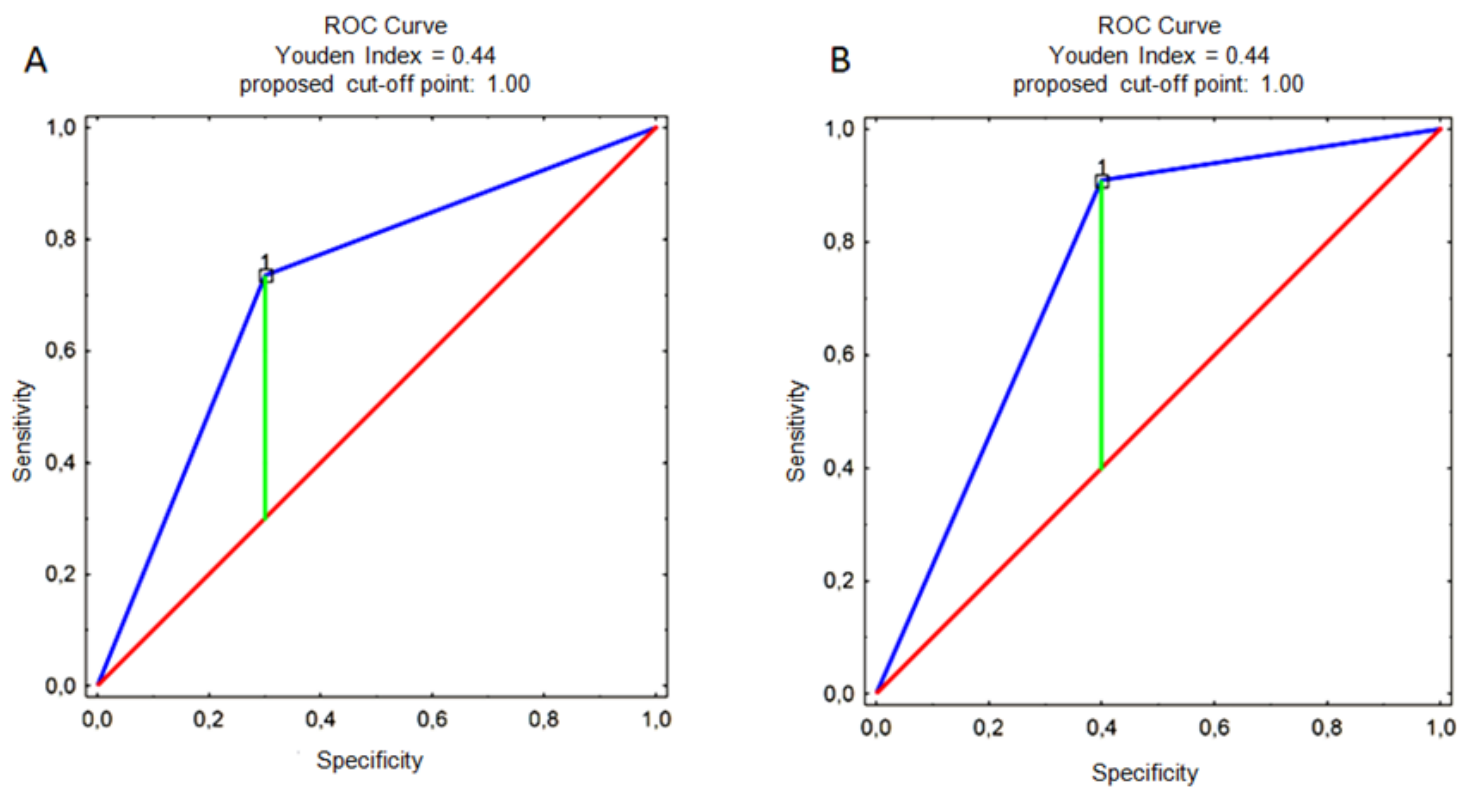 A
ROC Curve
Youden Index = 0.44
proposed cut-off point: 1.00
1,0
0,8
0,6
0,4
0,2
0,0
Sensitivity
1
0,0 0,2 0,4 0,6 0,8 1,0
Specificity
B
ROC Curve
Youden Index = 0.44
proposed cut-off point: 1.00
1,0
0,8
0,6
0,4
0,2
0,0
Sensitivity
1
0,0 0,2 0,4 0,6 0,8 1,0
Specificity